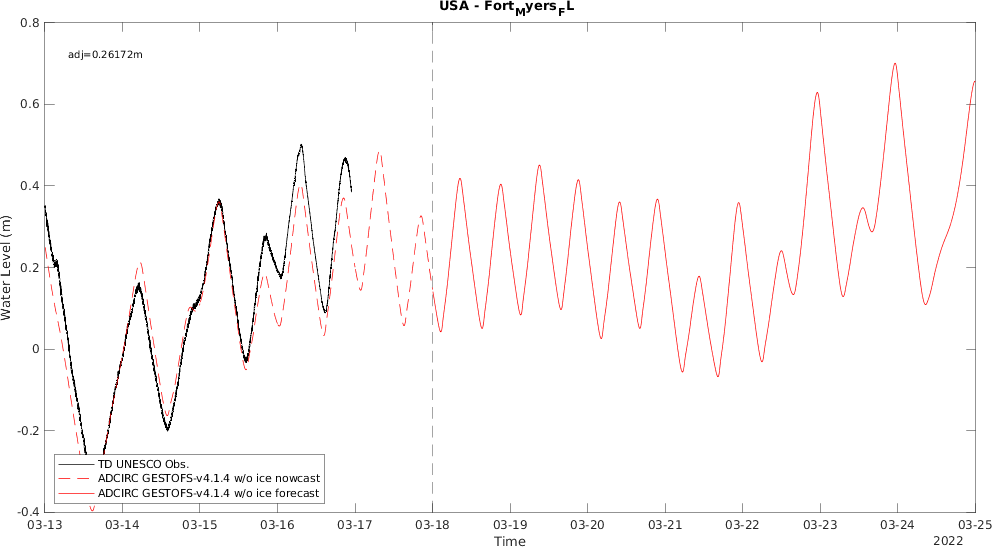 USA - FortMyersFL
adj=0.26172m
0.8
0.6
0.4
0.2
0
-0.2
-0.4
Water Level (m)
TD UNESCO Obs.
ADCIRC GESTOFS-v4.1.4 w/o ice nowcast
ADCIRC GESTOFS-v4.1.4 w/o ice forecast
03-13 03-14 03-15 03-16 03-17 03-18 03-19 03-20 03-21 03-22 03-23 03-24 03-25
Time
2022